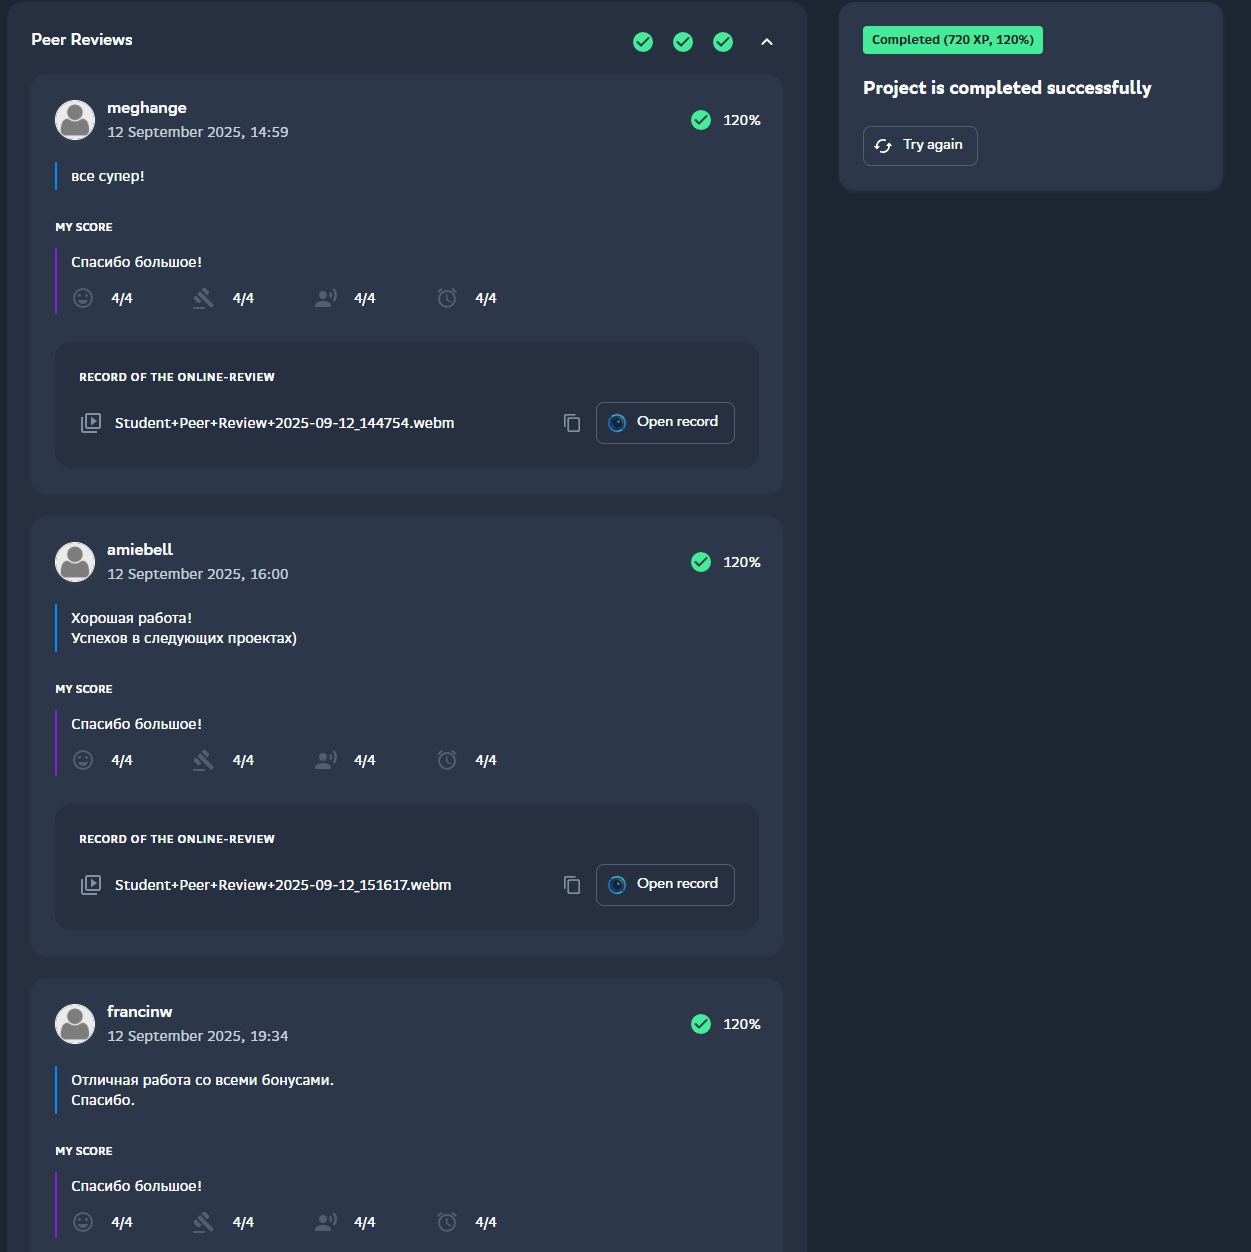 Peer Reviews
meghange
12 September 2025, 14:59
120%
все супер!
MY SCORE
Спасибо большое!
4/4 4/4 4/4 4/4
RECORD OF THE ONLINE-REVIEW
Student+Peer+Review+2025-09-12_144754.webm
Open record
amiebell
12 September 2025, 16:00
120%
Хорошая работа!
Успехов в следующих проектах)
MY SCORE
Спасибо большое!
4/4 4/4 4/4 4/4
RECORD OF THE ONLINE-REVIEW
Student+Peer+Review+2025-09-12_151617.webm
Open record
francinw
12 September 2025, 19:34
120%
Отличная работа со всеми бонусами.
Спасибо.
MY SCORE
Спасибо большое!
4/4 4/4 4/4 4/4
Completed (720 XP, 120%)
Project is completed successfully
Try again